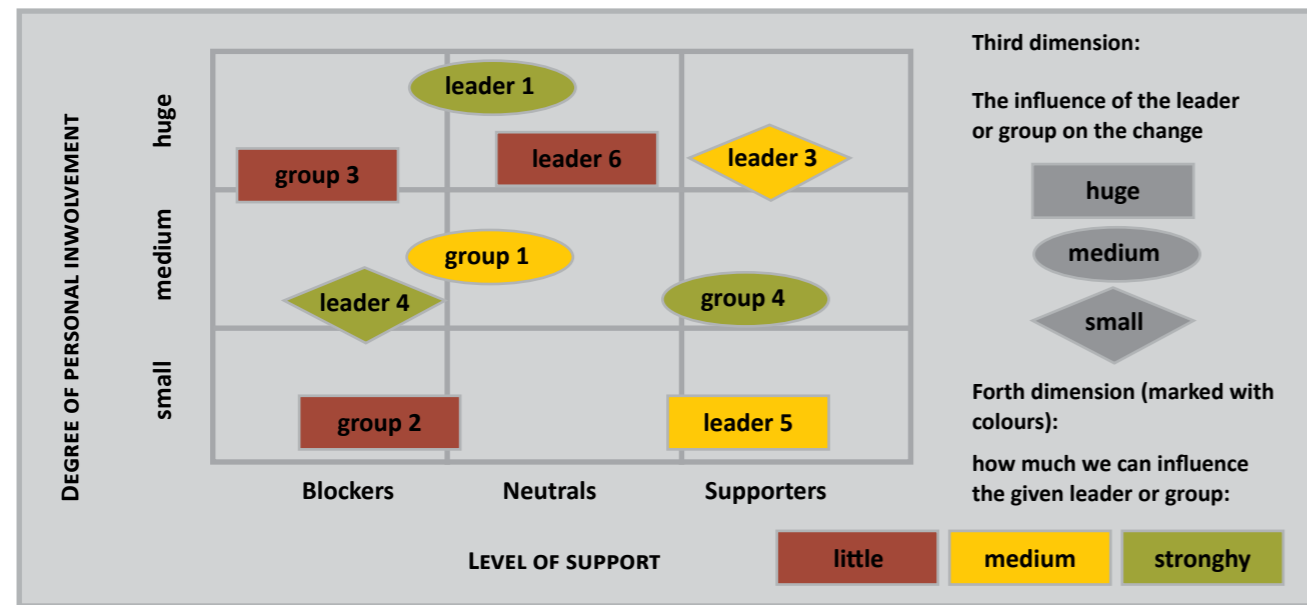 DEGREE OF PERSONAL INWOLVEMENT
huge
medium
small
leader 1
group 3
leader 6
leader 3
group 1
leader 4
group 4
group 2
leader 5
Blockers
Neutrals
Supporters
LEVEL OF SUPPORT
Third dimension:
The influence of the leader
or group on the change
huge
medium
small
Forth dimension (marked with
colours):
how much we can influence
the given leader or group:
little
medium
stronghy